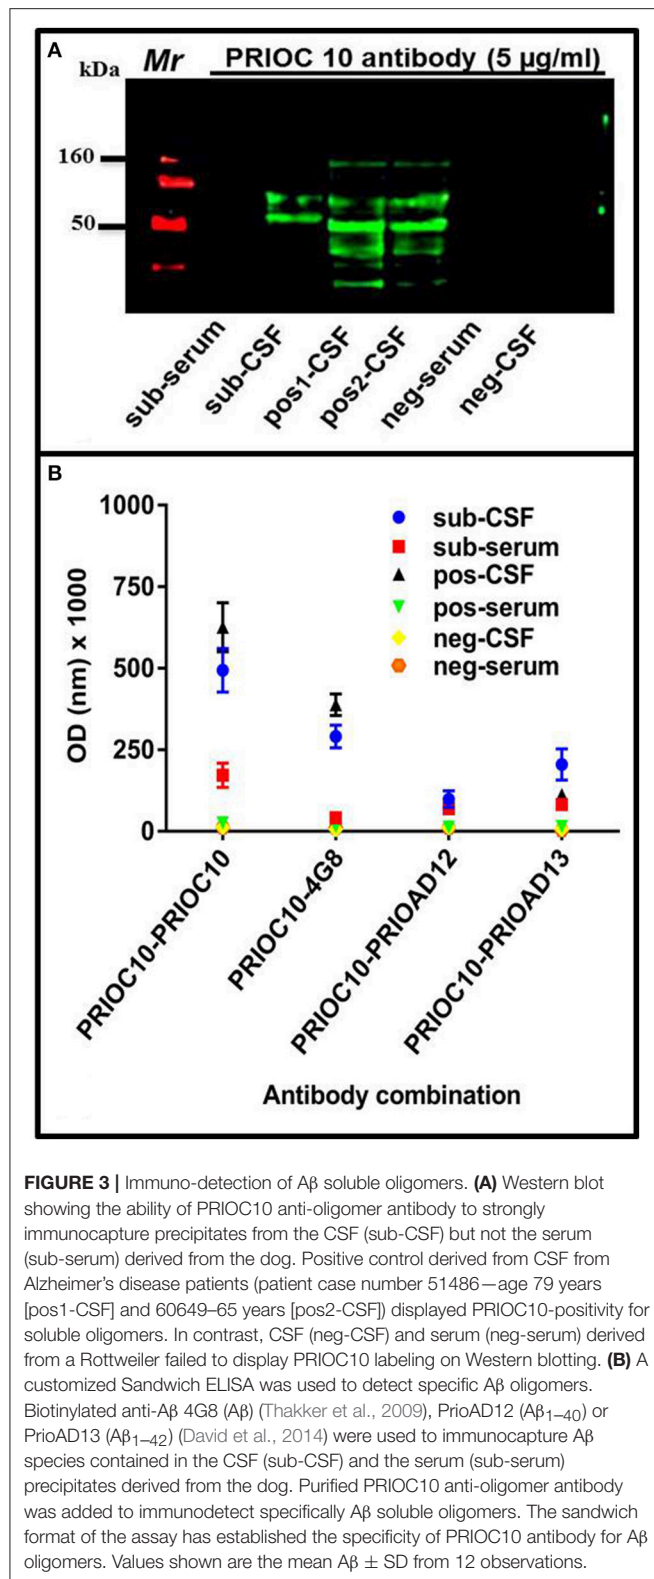 A
kDa
Mr
PRIOC 10 antibody (5 µg/ml)
160
50
sub-serum
sub-CSF
pos1-CSF
pos2-CSF
neg-serum
neg-CSF
B
1000
750
500
250
0
OD (nm) x 1000
sub-CSF
sub-serum
pos-CSF
pos-serum
neg-CSF
neg-serum
PRIOC10-PRIOC10
PRIOC10-4G8
PRIOC10-PRIOAD12
PRIOC10-PRIOAD13
Antibody combination
FIGURE 3 | Immuno-detection of Aβ soluble oligomers. (A) Western blot
showing the ability of PRIOC10 anti-oligomer antibody to strongly
immunocapture precipitates from the CSF (sub-CSF) but not the serum
(sub-serum) derived from the dog. Positive control derived from CSF from
Alzheimer's disease patients (patient case number 51486—age 79 years
[pos1-CSF] and 60649–65 years [pos2-CSF]) displayed PRIOC10-positivity for
soluble oligomers. In contrast, CSF (neg-CSF) and serum (neg-serum) derived
from a Rottweiler failed to display PRIOC10 labeling on Western blotting. (B) A
customized Sandwich ELISA was used to detect specific Aβ oligomers.
Biotinylated anti-Aβ 4G8 (Aβ) (Thakker et al., 2009), PrioAD12 (Aβ1–40) or
PrioAD13 (Aβ1–42) (David et al., 2014) were used to immunocapture Aβ
species contained in the CSF (sub-CSF) and the serum (sub-serum)
precipitates derived from the dog. Purified PRIOC10 anti-oligomer antibody
was added to immunodetect specifically Aβ soluble oligomers. The sandwich
format of the assay has established the specificity of PRIOC10 antibody for Aβ
oligomers. Values shown are the mean Aβ ± SD from 12 observations.